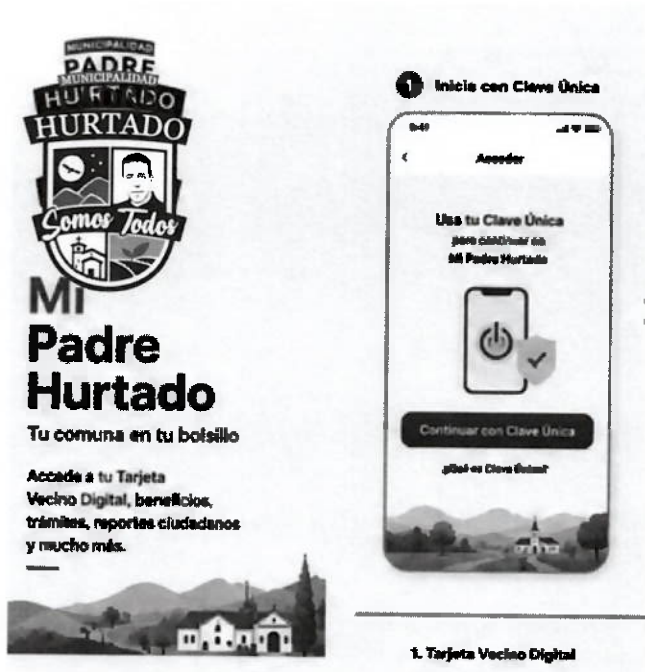 MUNICIPALIDAD
PADRE
MUNICIPALIDAD
HURTADO
HURTADO
Somos Todos
Mi
Padre
Hurtado
Tu comuna en tu bolsillo
Accede a tu Tarjeta
Vecino Digital, beneficios,
trámites, reportes ciudadanos
y mucho más.
1 Inicia con Clave Única
9:41
Acceder
Usa tu Clave Única
para continuar en
Mi Padre Hurtado
Continuar con Clave Única
¿Qué es Clave Única?
1. Tarjeta Vecino Digital